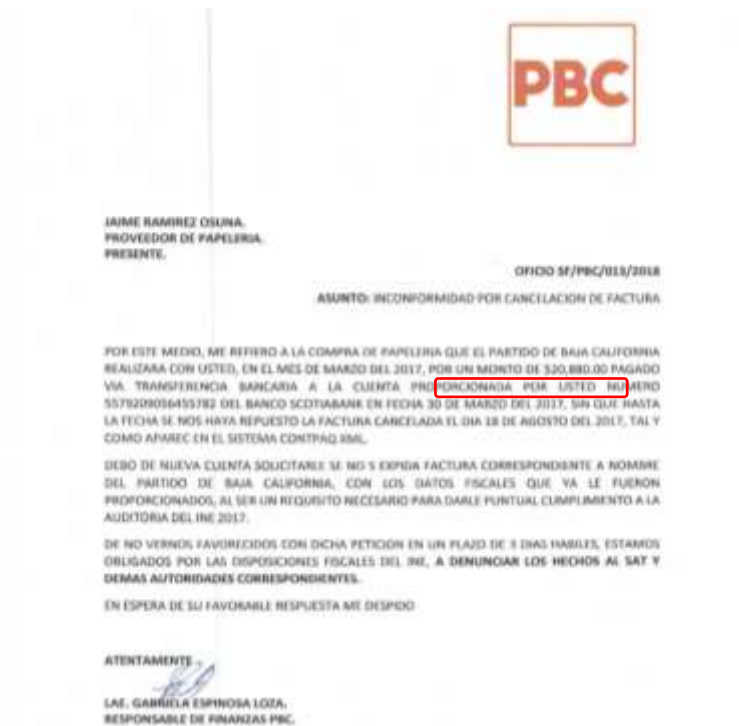 PBC
JAIME RAMIREZ OSUNA.
PROVEEDOR DE PAPELERIA.
PRESENTE.
OFICIO SF/PBC/013/2018
ASUNTO: INCONFORMIDAD POR CANCELACION DE FACTURA
POR ESTE MEDIO, ME REFIERO A LA COMPRA DE PAPELERIA QUE EL PARTIDO DE BAJA CALIFORNIA
REALIZARA CON USTED, EN EL MES DE MARZO DEL 2017, POR UN MONTO DE $20,880.00 PAGADO
VIA TRANSFERENCIA BANCARIA A LA CUENTA PROPORCIONADA POR USTED NUMERO
5579209056455782 DEL BANCO SCOTIABANK EN FECHA 30 DE MARZO DEL 2017, SIN QUE HASTA
LA FECHA SE NOS HAYA REPUESTO LA FACTURA CANCELADA EL DIA 18 DE AGOSTO DEL 2017, TAL Y
COMO APAREC EN EL SISTEMA CONTPAQ XML.
DEBO DE NUEVA CUENTA SOLICITARLE SE NO S EXPIDA FACTURA CORRESPONDIENTE A NOMBRE
DEL PARTIDO DE BAJA CALIFORNIA, CON LOS DATOS FISCALES QUE YA LE FUERON
PROPORCIONADOS, AL SER UN REQUISITO NECESARIO PARA DARLE PUNTUAL CUMPLIMIENTO A LA
AUDITORIA DEL INE 2017.
DE NO VERNOS FAVORECIDOS CON DICHA PETICION EN UN PLAZO DE 3 DIAS HABILES, ESTAMOS
OBLIGADOS POR LAS DISPOSICIONES FISCALES DEL INE, A DENUNCIAR LOS HECHOS AL SAT Y
DEMAS AUTORIDADES CORRESPONDIENTES.
EN ESPERA DE SU FAVORABLE RESPUESTA ME DESPIDO
ATENTAMENTE
LAE. GABRIELA ESPINOSA LOZA.
RESPONSABLE DE FINANZAS PBC.